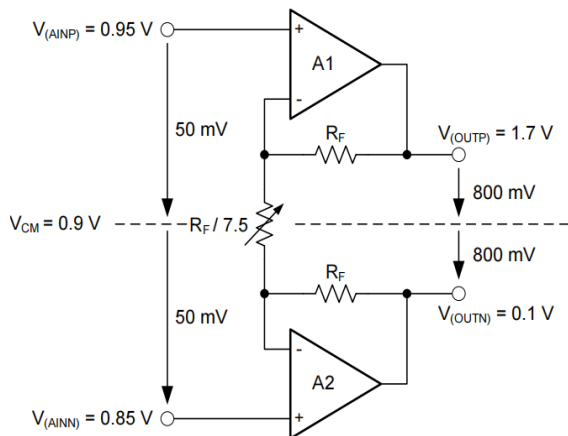 V(AINP) = 0.95 V
+
A1
-
50 mV
RF
V(OUTP) = 1.7 V
800 mV
VCM = 0.9 V
RF / 7.5
800 mV
RF
50 mV
V(OUTN) = 0.1 V
-
A2
+
V(AINN) = 0.85 V